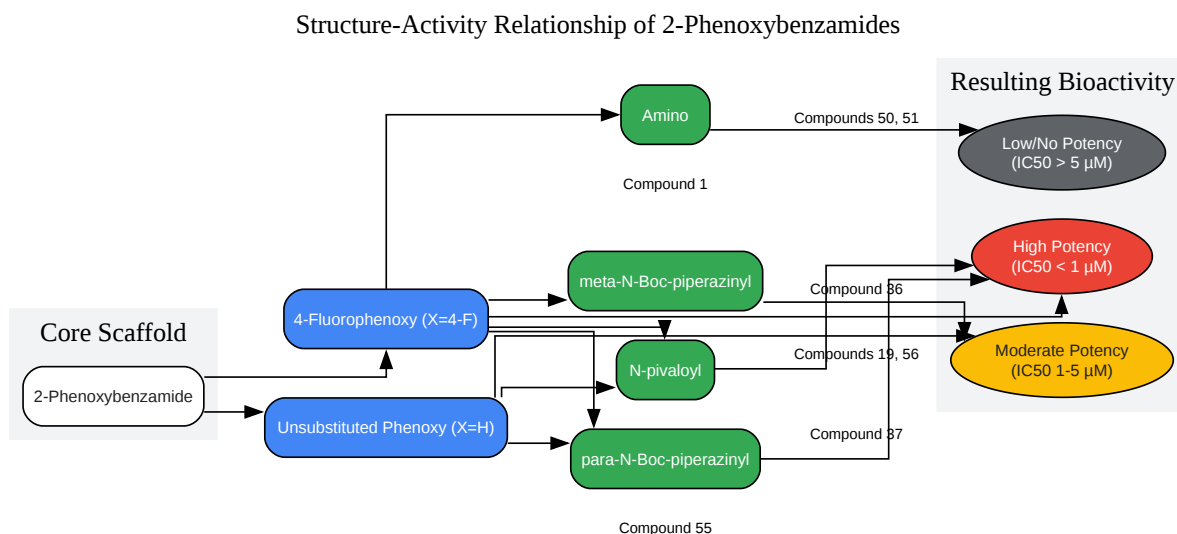 Structure-Activity Relationship of 2-Phenoxybenzamides
Resulting Bioactivity
Amino
Compounds 50, 51
Low/No Potency
(IC50 > 5 µM)
Compound 1
High Potency
(IC50 < 1 µM)
meta-N-Boc-piperazinyl
Compound 36
Core Scaffold
4-Fluorophenoxy (X=4-F)
2-Phenoxybenzamide
N-pivaloyl
Compounds 19, 56
Moderate Potency
(IC50 1-5 µM)
Unsubstituted Phenoxy (X=H)
Compound 37
para-N-Boc-piperazinyl
Compound 55